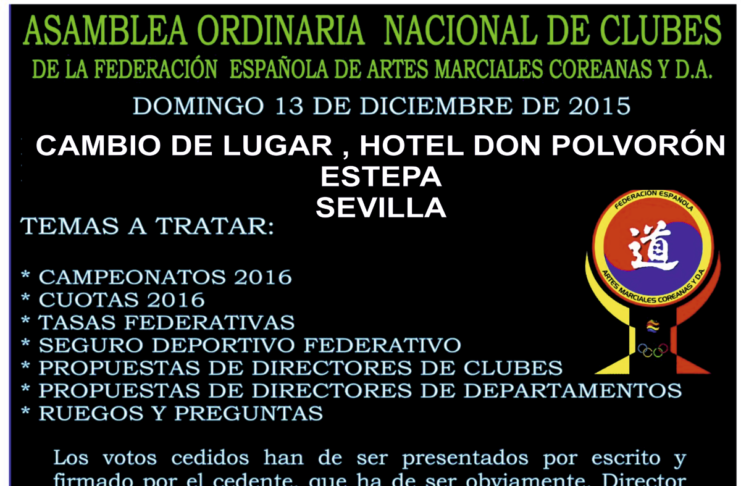 ASAMBLEA ORDINARIA NACIONAL DE CLUBES
DE LA FEDERACIÓN ESPAÑOLA DE ARTES MARCIALES COREANAS Y D.A.
DOMINGO 13 DE DICIEMBRE DE 2015
CAMBIO DE LUGAR , HOTEL DON POLVORÓN
ESTEPA
SEVILLA
TEMAS A TRATAR:
FEDERACIÓN ESPAÑOLA
道
ARTES MARCIALES COREANAS Y D.A
* CAMPEONATOS 2016
* CUOTAS 2016
* TASAS FEDERATIVAS
* SEGURO DEPORTIVO FEDERATIVO
* PROPUESTAS DE DIRECTORES DE CLUBES
* PROPUESTAS DE DIRECTORES DE DEPARTAMENTOS
* RUEGOS Y PREGUNTAS
Los votos cedidos han de ser presentados por escrito y
firmado por el cedente, que ha de ser obviamente, Director